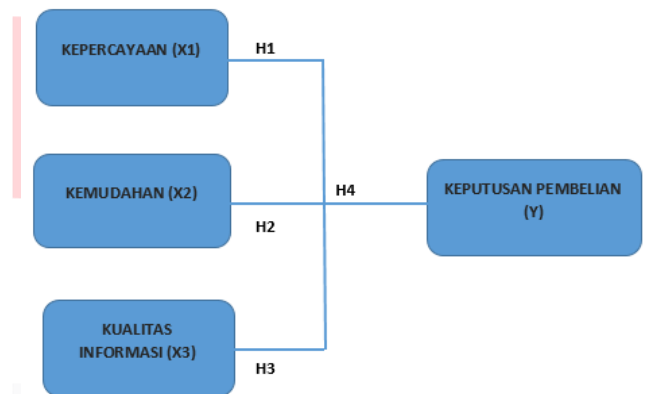 KEPERCAYAAN (X1)
H1
KEMUDAHAN (X2)
H2
H4
KEPUTUSAN PEMBELIAN
(Y)
KUALITAS
INFORMASI (X3)
H3